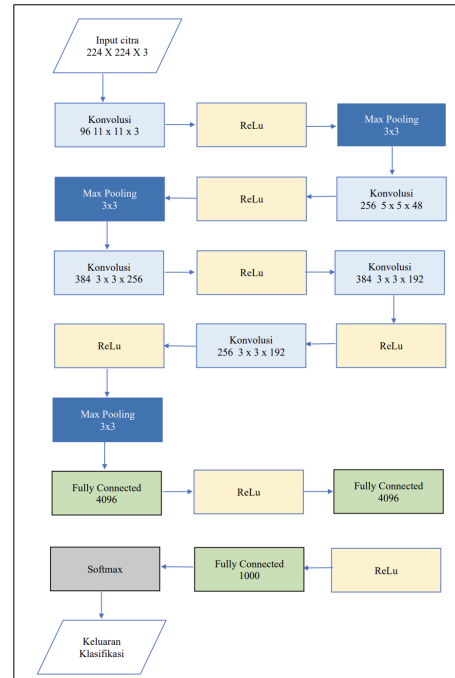 Input citra
224 X 224 X 3
Konvolusi
96 11 x 11 x 3
ReLu
Max Pooling
3x3
Konvolusi
256  5 x 5 x 48
ReLu
Max Pooling
3x3
Konvolusi
384  3 x 3 x 256
ReLu
Konvolusi
384  3 x 3 x 192
ReLu
Konvolusi
256  3 x 3 x 192
ReLu
Max Pooling
3x3
Fully Connected
4096
ReLu
Fully Connected
4096
ReLu
Fully Connected
1000
Softmax
Keluaran
Klasifikasi